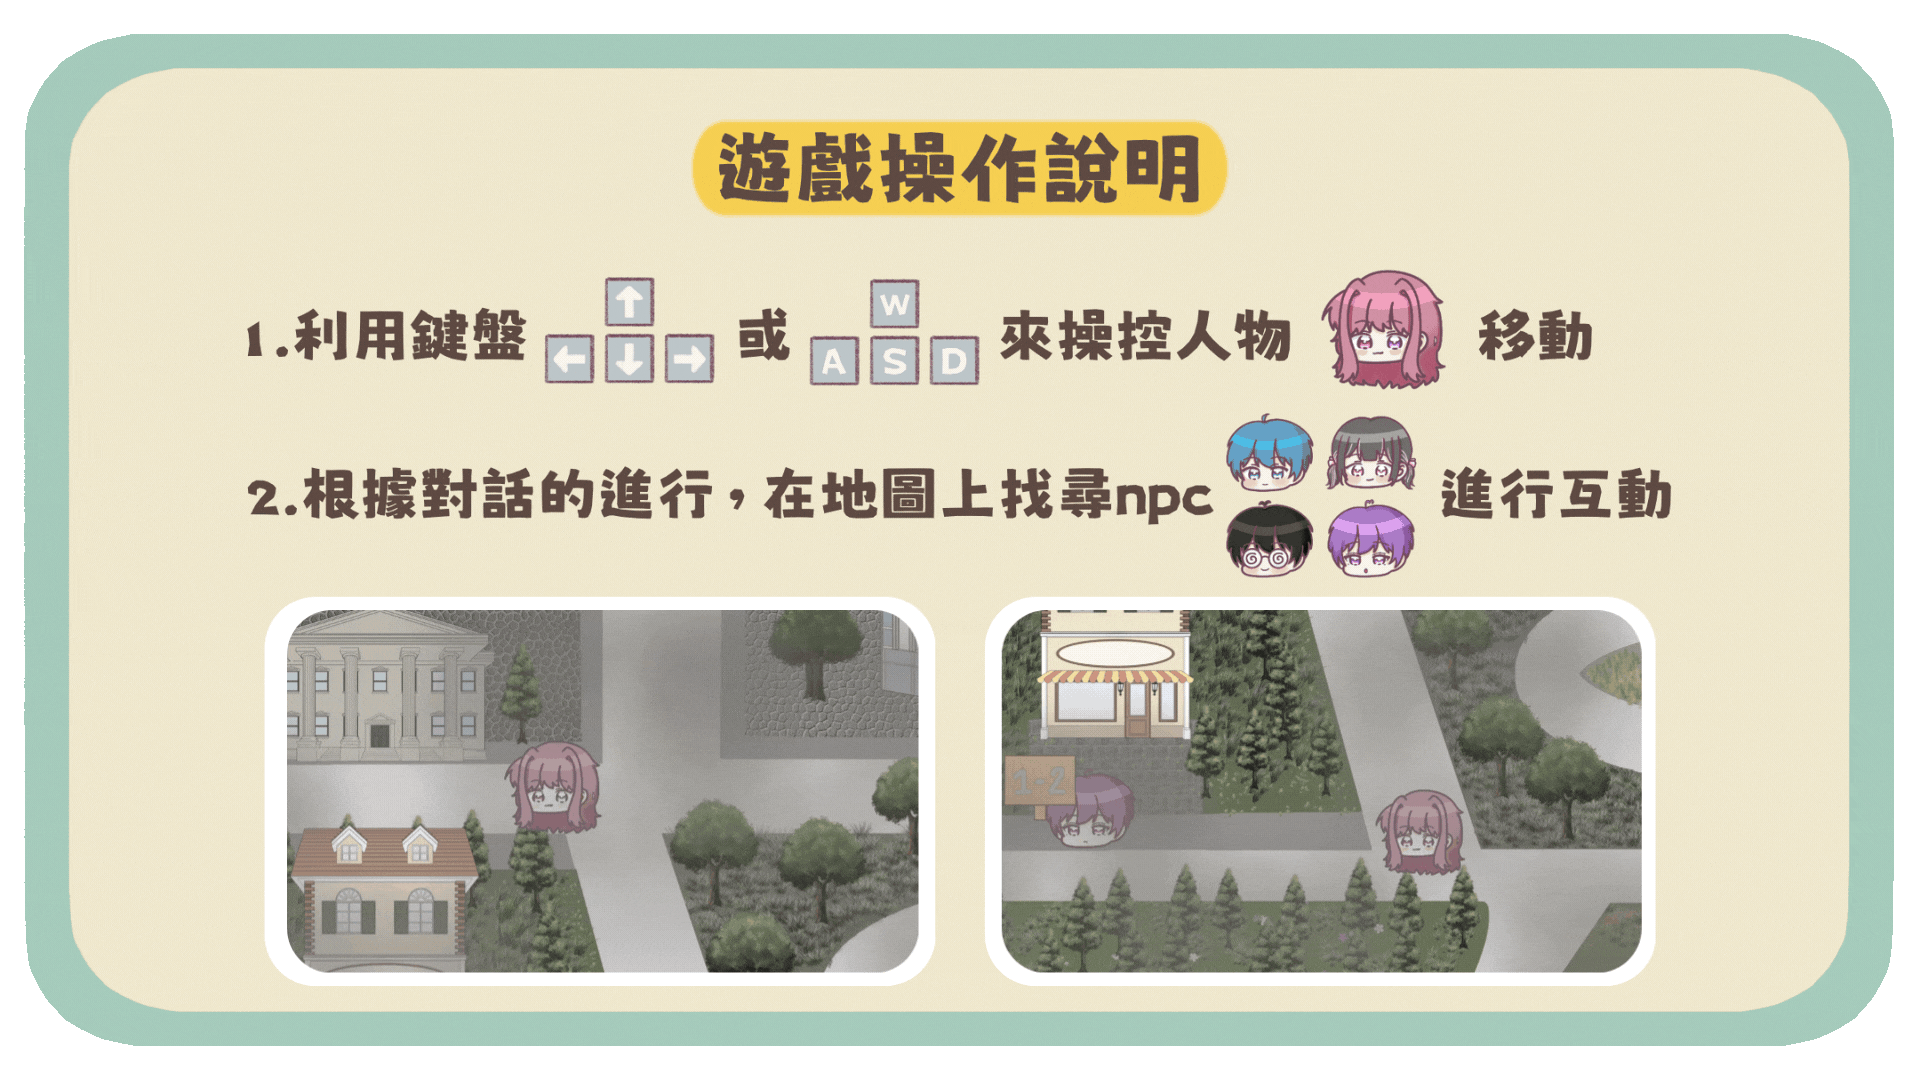 遊戲操作說明
1.利用鍵盤 ↑ ← ↓ → 或 W A S D 來操控人物 移動
2.根據對話的進行，在地圖上找尋npc 進行互動
1-2